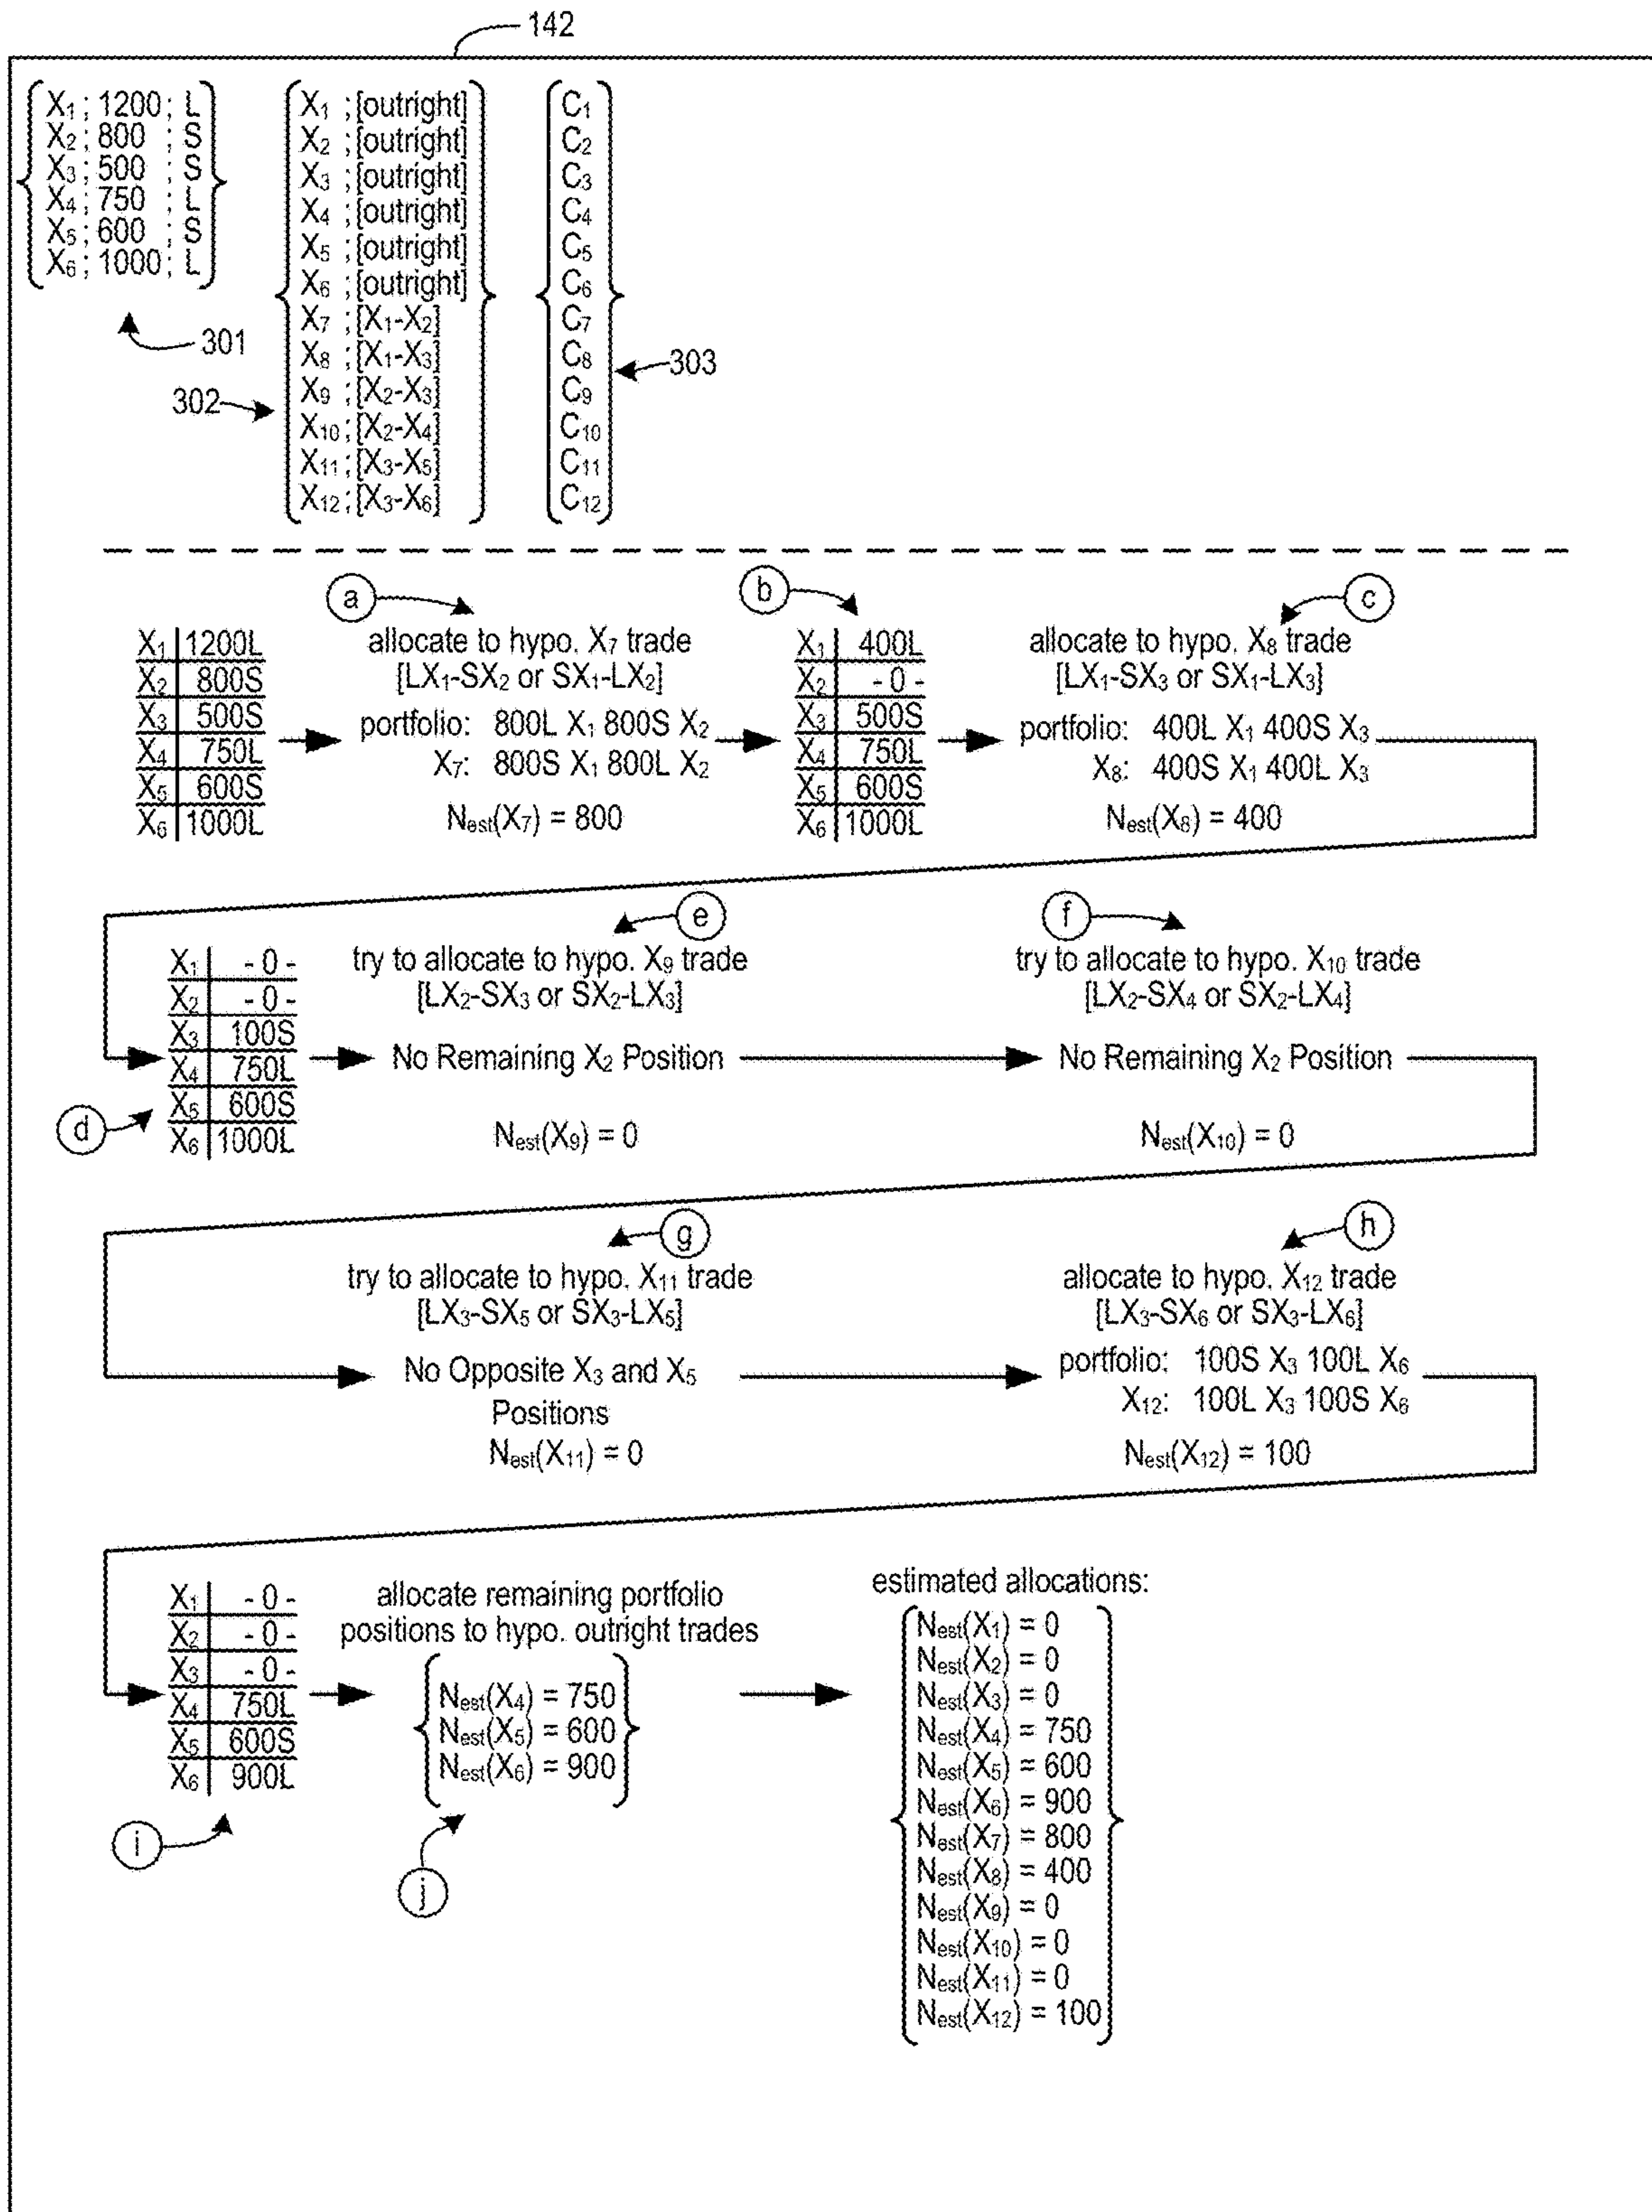 142
X₁ ; 1200 ; L
X₂ ; 800 ; S
X₃ ; 500 ; S
X₄ ; 750 ; L
X₅ ; 600 ; S
X₆ ; 1000 ; L
301
X₁ ; [outright]
X₂ ; [outright]
X₃ ; [outright]
X₄ ; [outright]
X₅ ; [outright]
X₆ ; [outright]
X₇ ; [X₁-X₂]
X₈ ; [X₁-X₃]
X₉ ; [X₂-X₃]
X₁₀ ; [X₂-X₄]
X₁₁ ; [X₃-X₅]
X₁₂ ; [X₃-X₆]
302
C₁
C₂
C₃
C₄
C₅
C₆
C₇
C₈
C₉
C₁₀
C₁₁
C₁₂
303
X₁ 1200L
X₂ 800S
X₃ 500S
X₄ 750L
X₅ 600S
X₆ 1000L
a
allocate to hypo. X₇ trade
[LX₁-SX₂ or SX₁-LX₂]
portfolio: 800L X₁ 800S X₂
X₇: 800S X₁ 800L X₂
Nest(X₇) = 800
b
X₁ 400L
X₂ - 0 -
X₃ 500S
X₄ 750L
X₅ 600S
X₆ 1000L
c
allocate to hypo. X₈ trade
[LX₁-SX₃ or SX₁-LX₃]
portfolio: 400L X₁ 400S X₃
X₈: 400S X₁ 400L X₃
Nest(X₈) = 400
d
X₁ - 0 -
X₂ - 0 -
X₃ 100S
X₄ 750L
X₅ 600S
X₆ 1000L
e
try to allocate to hypo. X₉ trade
[LX₂-SX₃ or SX₂-LX₃]
No Remaining X₂ Position
Nest(X₉) = 0
f
try to allocate to hypo. X₁₀ trade
[LX₂-SX₄ or SX₂-LX₄]
No Remaining X₂ Position
Nest(X₁₀) = 0
g
try to allocate to hypo. X₁₁ trade
[LX₃-SX₅ or SX₃-LX₅]
No Opposite X₃ and X₅
Positions
Nest(X₁₁) = 0
h
allocate to hypo. X₁₂ trade
[LX₃-SX₆ or SX₃-LX₆]
portfolio: 100S X₃ 100L X₆
X₁₂: 100L X₃ 100S X₆
Nest(X₁₂) = 100
X₁ - 0 -
X₂ - 0 -
X₃ - 0 -
X₄ 750L
X₅ 600S
X₆ 900L
i
allocate remaining portfolio
positions to hypo. outright trades
Nest(X₄) = 750
Nest(X₅) = 600
Nest(X₆) = 900
j
estimated allocations:
Nest(X₁) = 0
Nest(X₂) = 0
Nest(X₃) = 0
Nest(X₄) = 750
Nest(X₅) = 600
Nest(X₆) = 900
Nest(X₇) = 800
Nest(X₈) = 400
Nest(X₉) = 0
Nest(X₁₀) = 0
Nest(X₁₁) = 0
Nest(X₁₂) = 100